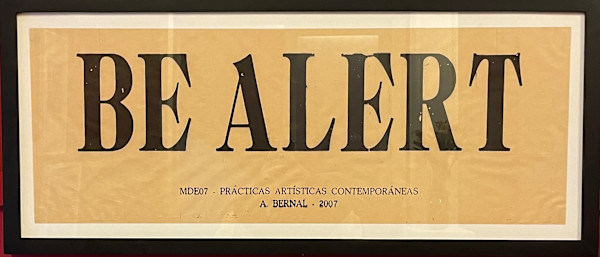 BE ALERT
MDE07 - PRÁCTICAS ARTÍSTICAS CONTEMPORÁNEAS
A. BERNAL - 2007